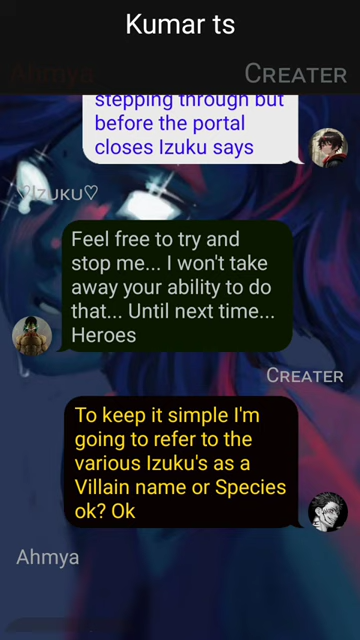 Kumar ts
Ahmya
Creater
stepping through but
before the portal
closes Izuku says
♡Izuku♡
Feel free to try and
stop me... I won't take
away your ability to do
that... Until next time...
Heroes
Creater
To keep it simple I'm
going to refer to the
various Izuku's as a
Villain name or Species
ok? Ok
Ahmya